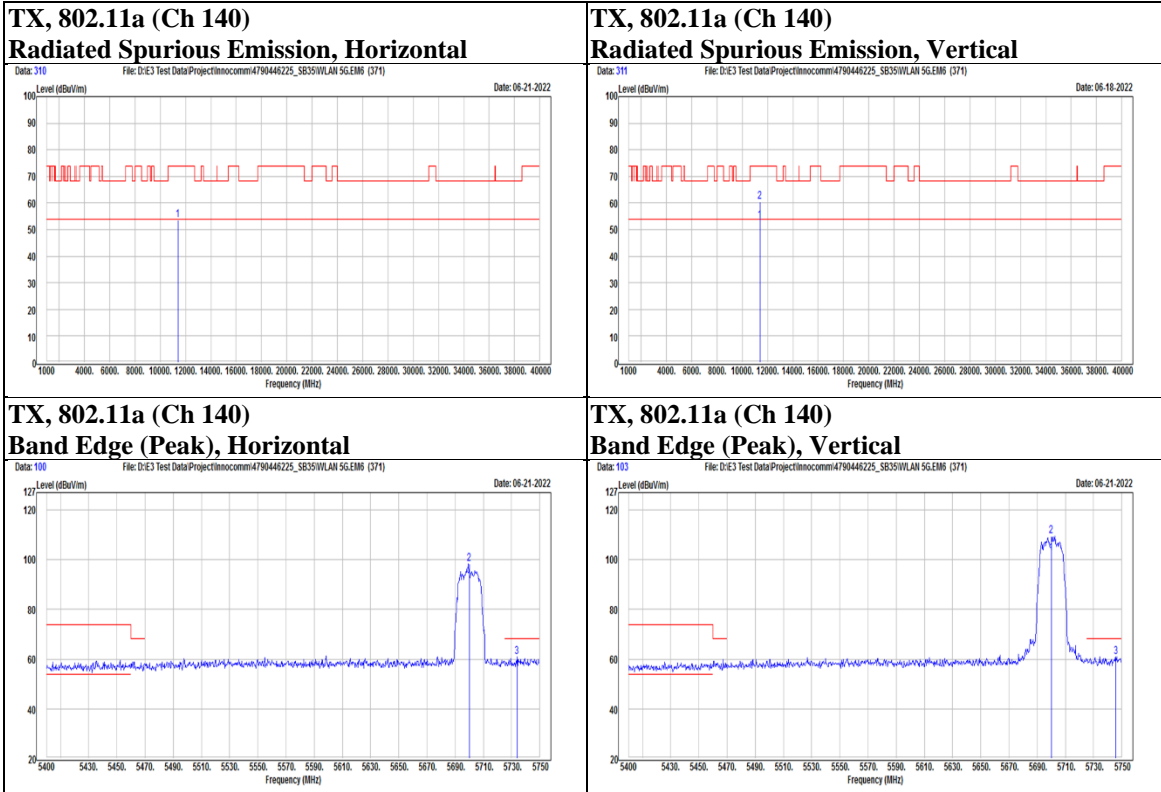 TX, 802.11a (Ch 140)
Radiated Spurious Emission, Horizontal
Data: 310 File: D:\E3 Test Data\Project\Innocomm\4790446225_SB35\WLAN 5G.EM6 (371)
Date: 06-21-2022
Level (dBuV/m)
100
90
80
70
60
50
40
30
20
10
0
1
1000 4000. 6000. 8000. 10000. 12000. 14000. 16000. 18000. 20000. 22000. 24000. 26000. 28000. 30000. 32000. 34000. 36000. 38000. 40000
Frequency (MHz)
TX, 802.11a (Ch 140)
Radiated Spurious Emission, Vertical
Data: 311 File: D:\E3 Test Data\Project\Innocomm\4790446225_SB35\WLAN 5G.EM6 (371)
Date: 06-18-2022
Level (dBuV/m)
100
90
80
70
60
50
40
30
20
10
0
2
1
1000 4000. 6000. 8000. 10000. 12000. 14000. 16000. 18000. 20000. 22000. 24000. 26000. 28000. 30000. 32000. 34000. 36000. 38000. 40000
Frequency (MHz)
TX, 802.11a (Ch 140)
Band Edge (Peak), Horizontal
Data: 100 File: D:\E3 Test Data\Project\Innocomm\4790446225_SB35\WLAN 5G.EM6 (371)
Date: 06-21-2022
Level (dBuV/m)
127
120
100
80
60
40
20
2
3
5400 5430. 5450. 5470. 5490. 5510. 5530. 5550. 5570. 5590. 5610. 5630. 5650. 5670. 5690. 5710. 5730. 5750
Frequency (MHz)
TX, 802.11a (Ch 140)
Band Edge (Peak), Vertical
Data: 103 File: D:\E3 Test Data\Project\Innocomm\4790446225_SB35\WLAN 5G.EM6 (371)
Date: 06-21-2022
Level (dBuV/m)
127
120
100
80
60
40
20
2
3
5400 5430. 5450. 5470. 5490. 5510. 5530. 5550. 5570. 5590. 5610. 5630. 5650. 5670. 5690. 5710. 5730. 5750
Frequency (MHz)